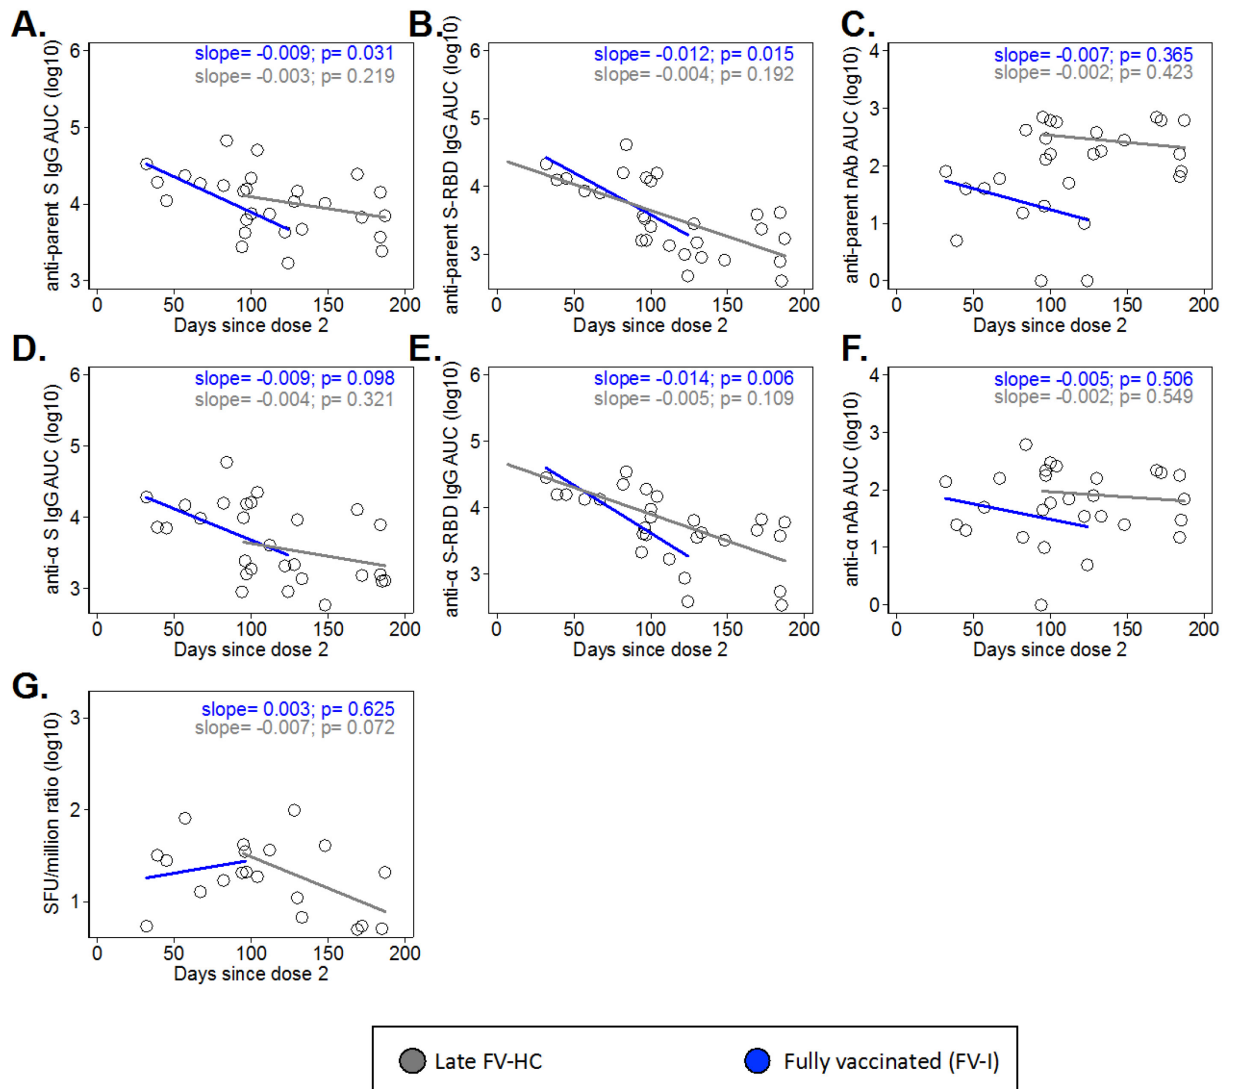 A.
slope= -0.009; p= 0.031
slope= -0.003; p= 0.219
anti-parent S IgG AUC (log10)
6
5
4
3
0 50 100 150 200
Days since dose 2
B.
slope= -0.012; p= 0.015
slope= -0.004; p= 0.192
anti-parent S-RBD IgG AUC (log10)
6
5
4
3
0 50 100 150 200
Days since dose 2
C.
slope= -0.007; p= 0.365
slope= -0.002; p= 0.423
anti-parent nAb AUC (log10)
4
3
2
1
0
0 50 100 150 200
Days since dose 2
D.
slope= -0.009; p= 0.098
slope= -0.004; p= 0.321
anti-α S IgG AUC (log10)
6
5
4
3
0 50 100 150 200
Days since dose 2
E.
slope= -0.014; p= 0.006
slope= -0.005; p= 0.109
anti-α S-RBD IgG AUC (log10)
6
5
4
3
0 50 100 150 200
Days since dose 2
F.
slope= -0.005; p= 0.506
slope= -0.002; p= 0.549
anti-α nAb AUC (log10)
4
3
2
1
0
0 50 100 150 200
Days since dose 2
G.
slope= 0.003; p= 0.625
slope= -0.007; p= 0.072
SFU/million ratio (log10)
3
2
1
0 50 100 150 200
Days since dose 2
Late FV-HC
Fully vaccinated (FV-I)